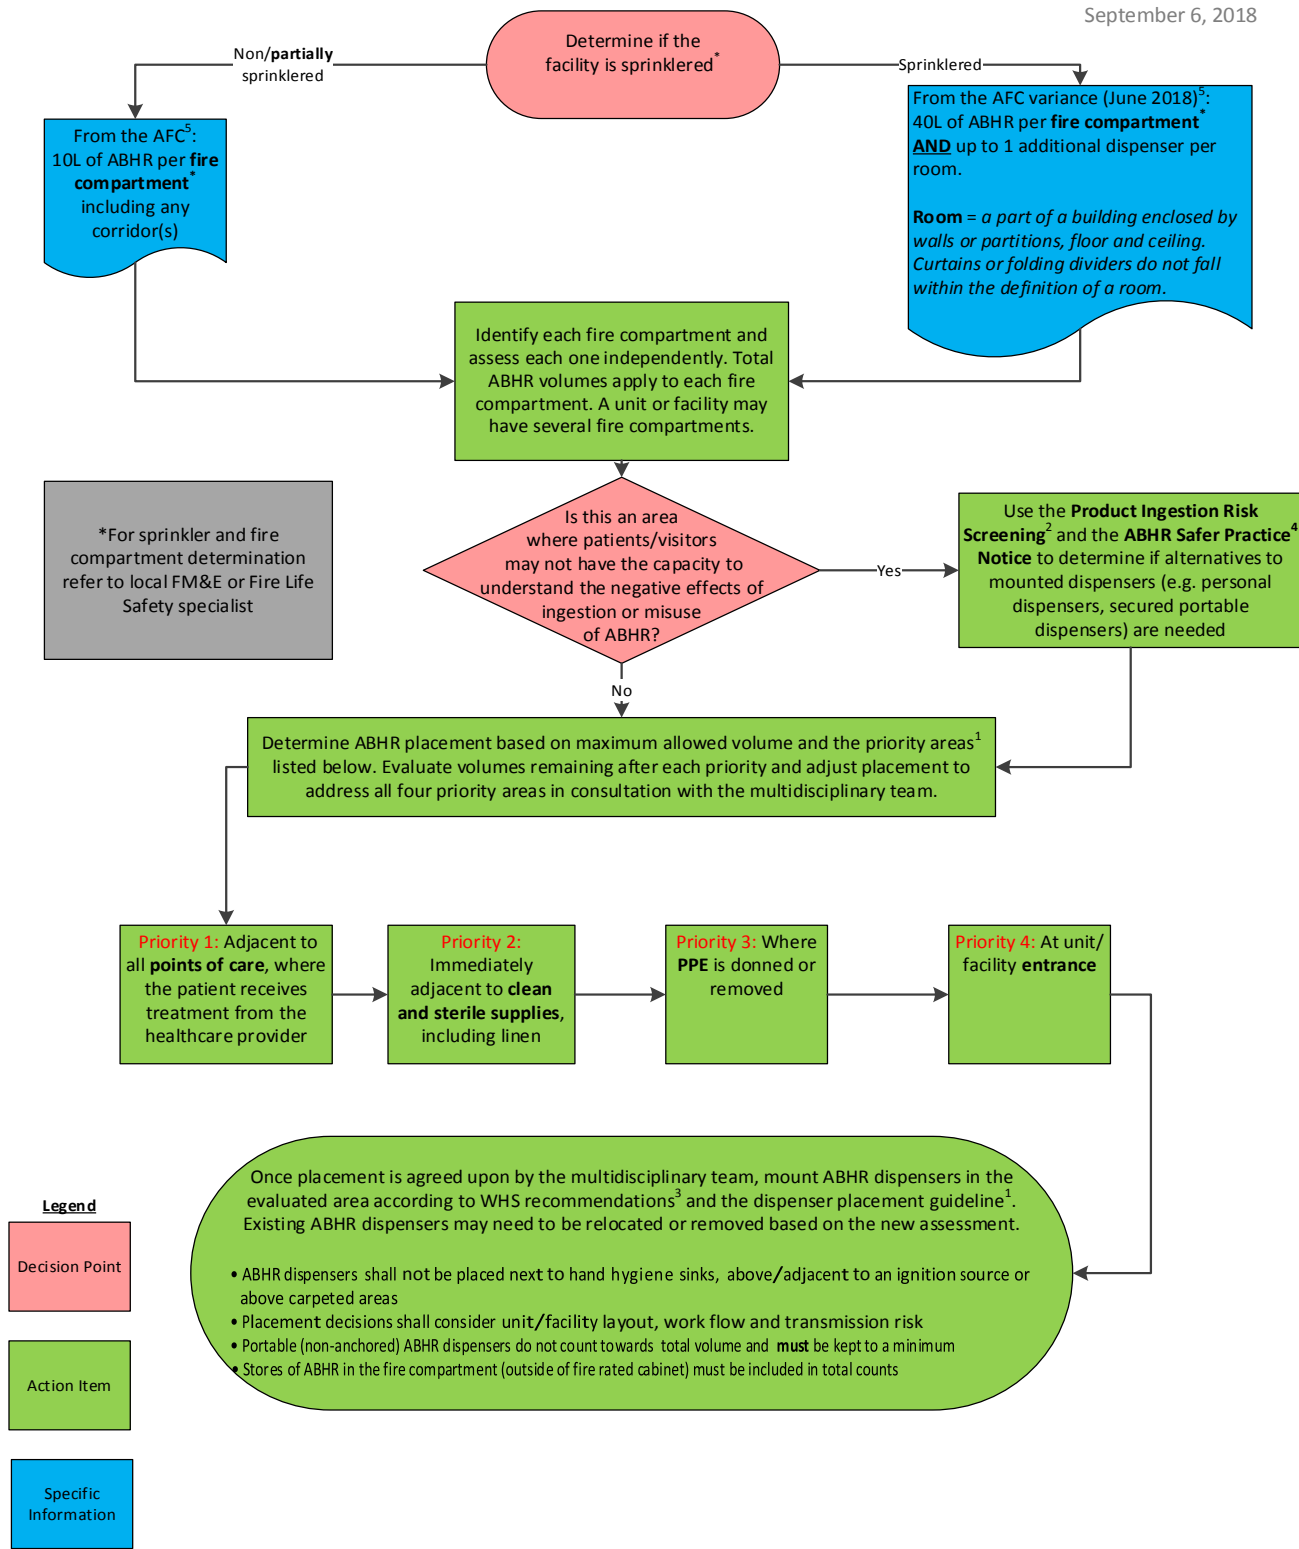 September 6, 2018
Determine if the
facility is sprinklered*
Non/partially
sprinklered
Sprinklered
From the AFC5:
10L of ABHR per fire
compartment*
including any
corridor(s)
From the AFC variance (June 2018)5:
40L of ABHR per fire compartment*
AND up to 1 additional dispenser per
room.
Room = a part of a building enclosed by
walls or partitions, floor and ceiling.
Curtains or folding dividers do not fall
within the definition of a room.
Identify each fire compartment and
assess each one independently. Total
ABHR volumes apply to each fire
compartment. A unit or facility may
have several fire compartments.
*For sprinkler and fire
compartment determination
refer to local FM&E or Fire Life
Safety specialist
Is this an area
where patients/visitors
may not have the capacity to
understand the negative effects of
ingestion or misuse
of ABHR?
Yes
Use the Product Ingestion Risk
Screening2 and the ABHR Safer Practice4
Notice to determine if alternatives to
mounted dispensers (e.g. personal
dispensers, secured portable
dispensers) are needed
No
Determine ABHR placement based on maximum allowed volume and the priority areas1
listed below. Evaluate volumes remaining after each priority and adjust placement to
address all four priority areas in consultation with the multidisciplinary team.
Priority 1: Adjacent to
all points of care, where
the patient receives
treatment from the
healthcare provider
Priority 2:
Immediately
adjacent to clean
and sterile supplies,
including linen
Priority 3: Where
PPE is donned or
removed
Priority 4: At unit/
facility entrance
Once placement is agreed upon by the multidisciplinary team, mount ABHR dispensers in the
evaluated area according to WHS recommendations3 and the dispenser placement guideline1.
Existing ABHR dispensers may need to be relocated or removed based on the new assessment.
• ABHR dispensers shall not be placed next to hand hygiene sinks, above/adjacent to an ignition source or
above carpeted areas
• Placement decisions shall consider unit/facility layout, work flow and transmission risk
• Portable (non-anchored) ABHR dispensers do not count towards total volume and must be kept to a minimum
• Stores of ABHR in the fire compartment (outside of fire rated cabinet) must be included in total counts
Legend
Decision Point
Action Item
Specific
Information